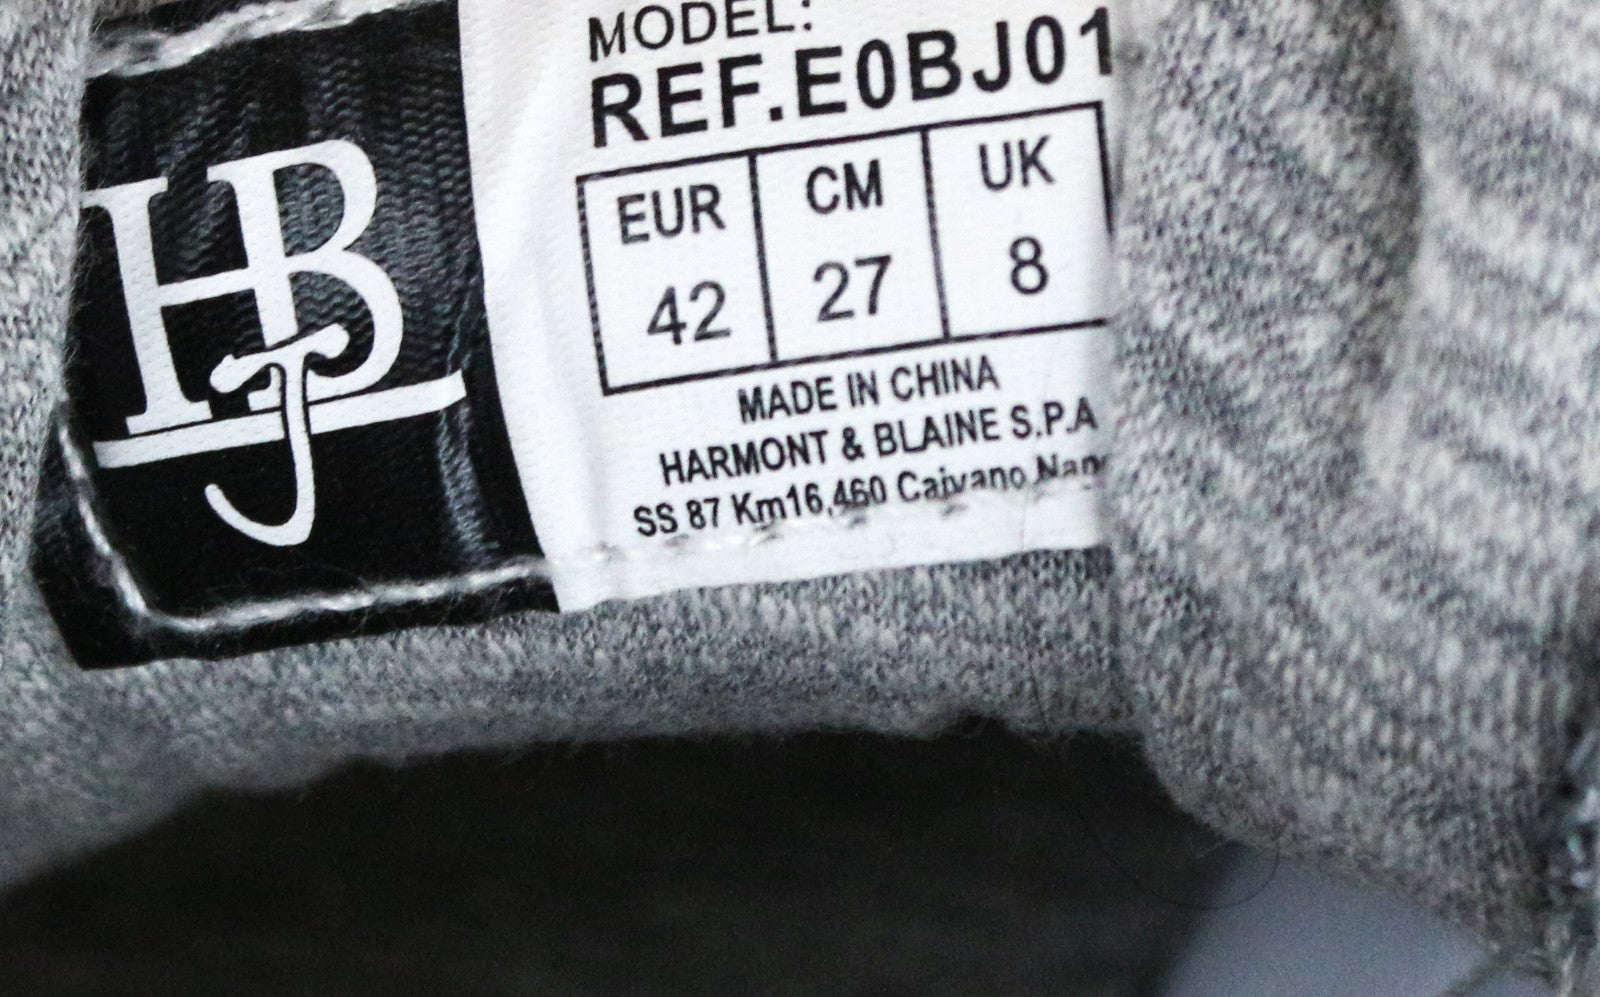 HBJ
MODEL:
REF.E0BJ01
EUR CM UK
42 27 8
MADE IN CHINA
HARMONT & BLAINE S.P.A
SS 87 Km16,460 Caivano